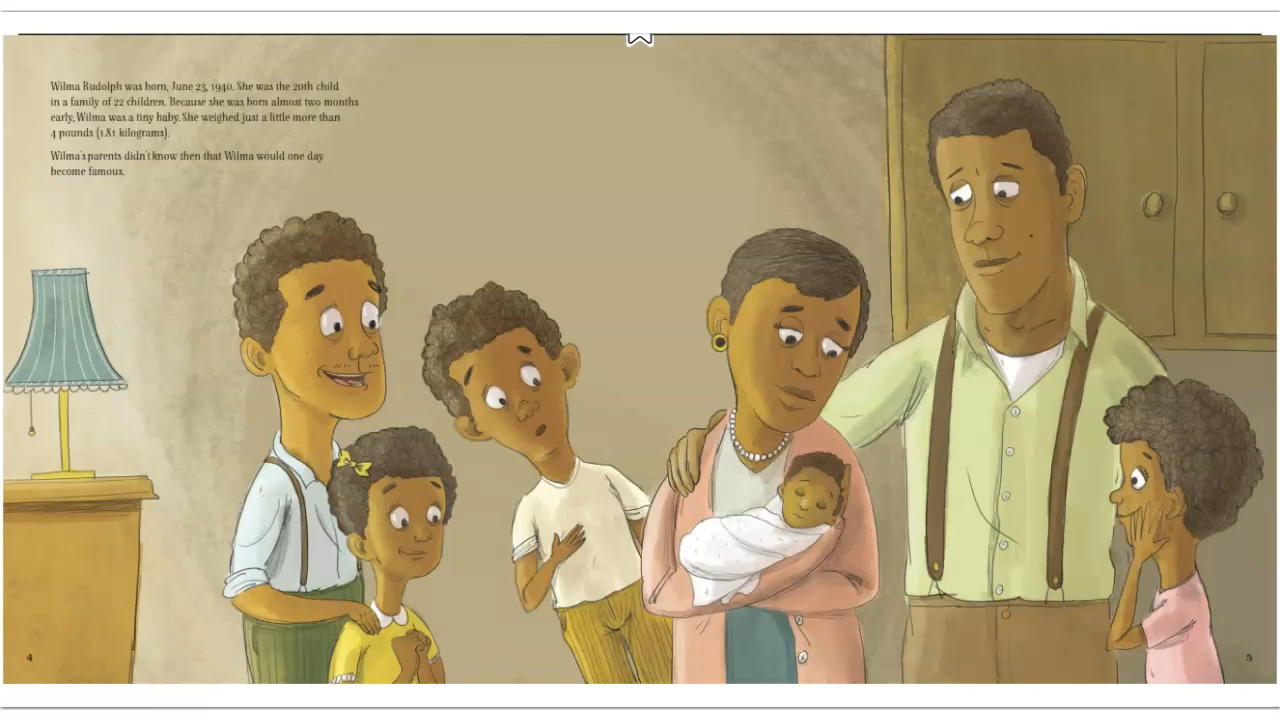 Wilma Rudolph was born, June 23, 1940. She was the 20th child
in a family of 22 children. Because she was born almost two months
early, Wilma was a tiny baby. She weighed just a little more than
4 pounds (1.81 kilograms).
Wilma's parents didn't know then that Wilma would one day
become famous.
4
5